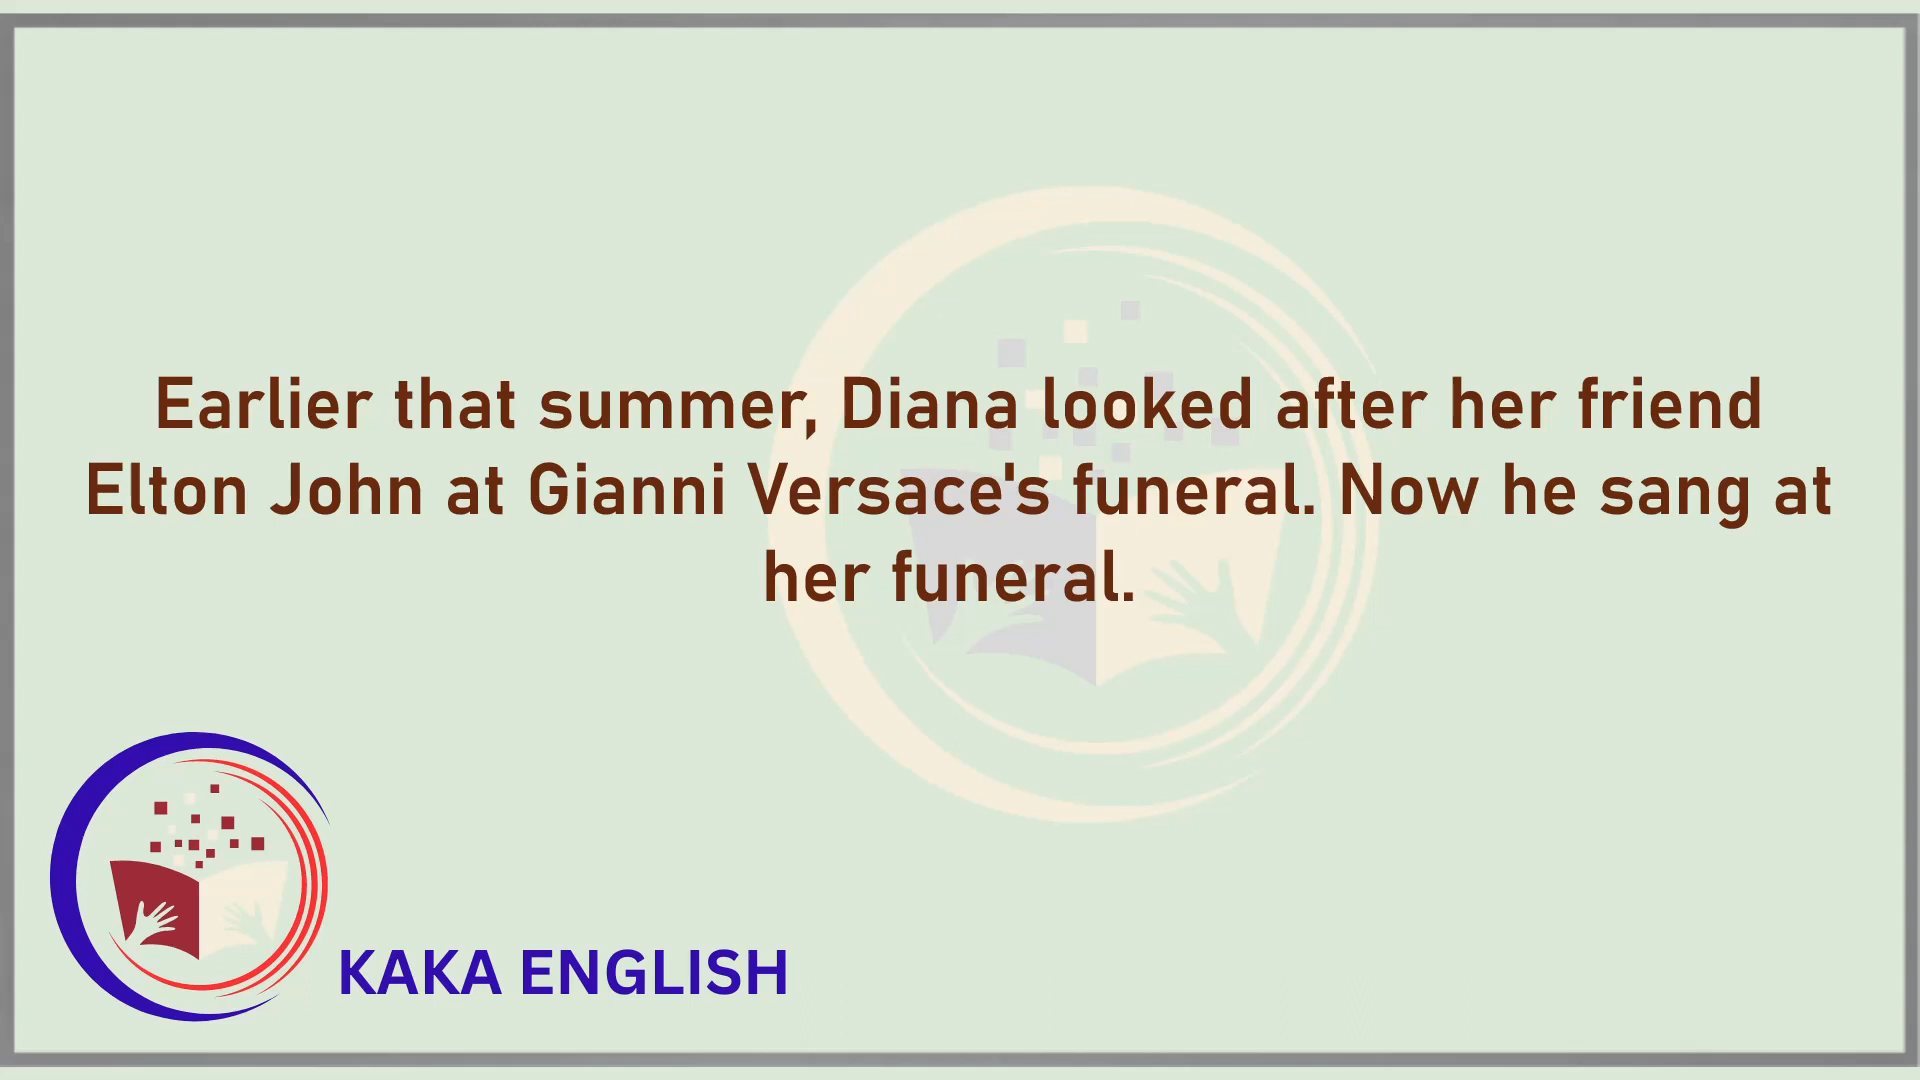 Earlier that summer, Diana looked after her friend
Elton John at Gianni Versace's funeral. Now he sang at
her funeral.
KAKA ENGLISH